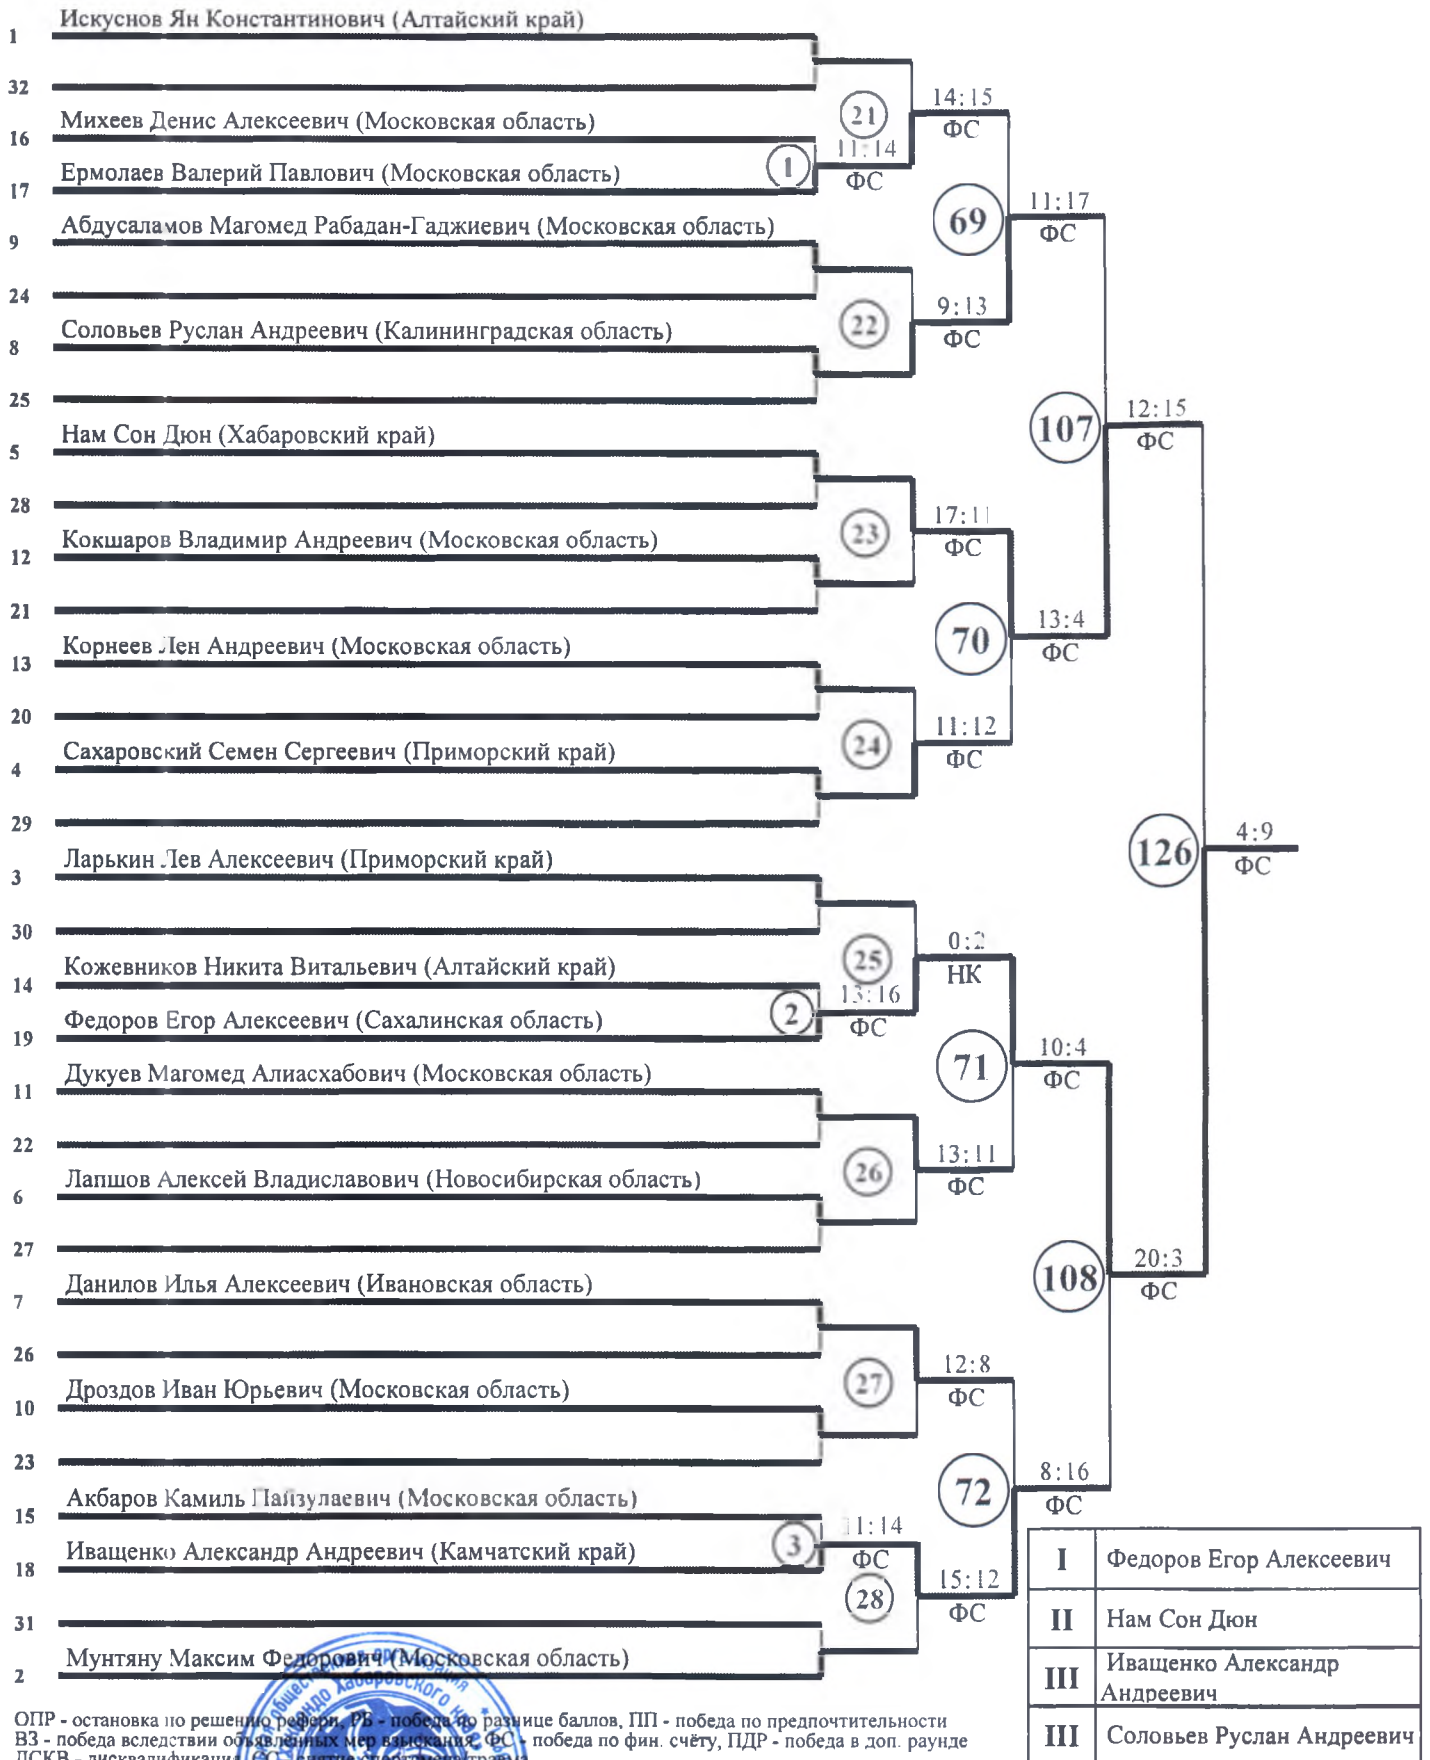 Искуснов Ян Константинович (Алтайский край)
1
32
Михеев Денис Алексеевич (Московская область)
16
Ермолаев Валерий Павлович (Московская область)
17
1
11:14
ФС
21
14:15
ФС
Абдусаламов Магомед Рабадан-Гаджиевич (Московская область)
9
24
Соловьев Руслан Андреевич (Калининградская область)
8
25
22
9:13
ФС
69
11:17
ФС
Нам Сон Дюн (Хабаровский край)
5
28
Кокшаров Владимир Андреевич (Московская область)
12
21
23
17:11
ФС
107
12:15
ФС
Корнеев Лен Андреевич (Московская область)
13
20
Сахаровский Семен Сергеевич (Приморский край)
4
29
24
11:12
ФС
70
13:4
ФС
Ларькин Лев Алексеевич (Приморский край)
3
30
Кожевников Никита Витальевич (Алтайский край)
14
Федоров Егор Алексеевич (Сахалинская область)
19
2
13:16
ФС
25
0:2
НК
126
4:9
ФС
Дукуев Магомед Алиасхабович (Московская область)
11
22
Лапшов Алексей Владиславович (Новосибирская область)
6
27
26
13:11
ФС
71
10:4
ФС
Данилов Илья Алексеевич (Ивановская область)
7
26
Дроздов Иван Юрьевич (Московская область)
10
23
27
12:8
ФС
108
20:3
ФС
Акбаров Камиль Пайзулаевич (Московская область)
15
Иващенко Александр Андреевич (Камчатский край)
18
31
Мунтяну Максим Федорович (Московская область)
2
3
11:14
ФС
28
15:12
ФС
72
8:16
ФС
I Федоров Егор Алексеевич
II Нам Сон Дюн
III Иващенко Александр
Андреевич
III Соловьев Руслан Андреевич
ОПР - остановка по решению рефери, РБ - победа по разнице баллов, ПП - победа по предпочтительности
ВЗ - победа вследствии объявленных мер взыскания, ФС - победа по фин. счёту, ПДР - победа в доп. раунде
ДСКВ - дисквалификация